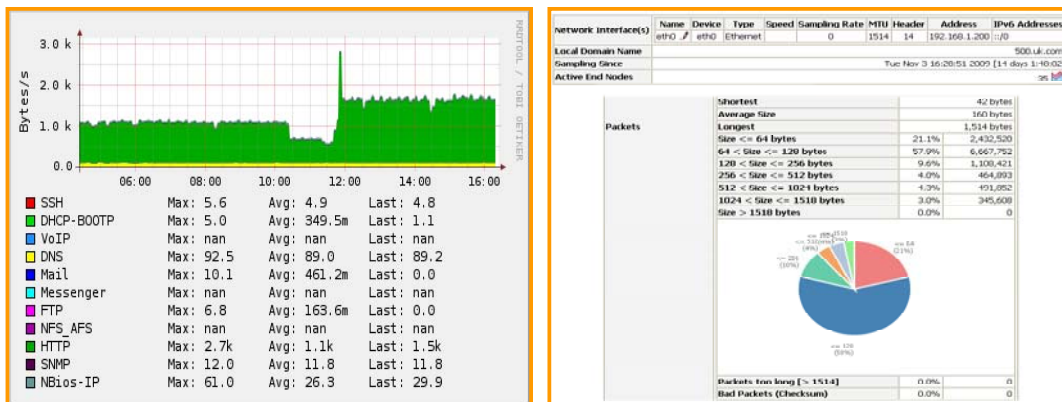 RRDTOOL / TOBI OETIKER
Bytes/s
3.0 k
2.0 k
1.0 k
0.0
06:00 08:00 10:00 12:00 14:00 16:00
SSH Max: 5.6 Avg: 4.9 Last: 4.8
DHCP-BOOTP Max: 5.0 Avg: 349.5m Last: 1.1
VoIP Max: nan Avg: nan Last: nan
DNS Max: 92.5 Avg: 89.0 Last: 89.2
Mail Max: 10.1 Avg: 461.2m Last: 0.0
Messenger Max: nan Avg: nan Last: nan
FTP Max: 6.8 Avg: 163.6m Last: 0.0
NFS_AFS Max: nan Avg: nan Last: nan
HTTP Max: 2.7k Avg: 1.1k Last: 1.5k
SNMP Max: 12.0 Avg: 11.8 Last: 11.8
NBios-IP Max: 61.0 Avg: 26.3 Last: 29.9
Network Interface(s)
Name Device Type Speed Sampling Rate MTU Header Address IPv6 Addresses
eth0 eth0 Ethernet 0 1514 14 192.168.1.200 ::/0
Local Domain Name 500.uk.com
Sampling Since Tue Nov 3 16:28:51 2009 [14 days 1:48:02
Active End Nodes 35
Packets
Shortest 42 bytes
Average Size 160 bytes
Longest 1,514 bytes
Size <= 64 bytes 21.1% 2,432,520
64 < Size <= 128 bytes 57.9% 6,667,752
128 < Size <= 256 bytes 9.6% 1,108,421
256 < Size <= 512 bytes 4.0% 464,893
512 < Size <= 1024 bytes 4.3% 491,852
1024 < Size <= 1518 bytes 3.0% 345,608
Size > 1518 bytes 0.0% 0
<= 64
(21%)
(10%)
<= 128
(58%)
Packets too long [> 1514] 0.0% 0
Bad Packets (Checksum) 0.0% 0